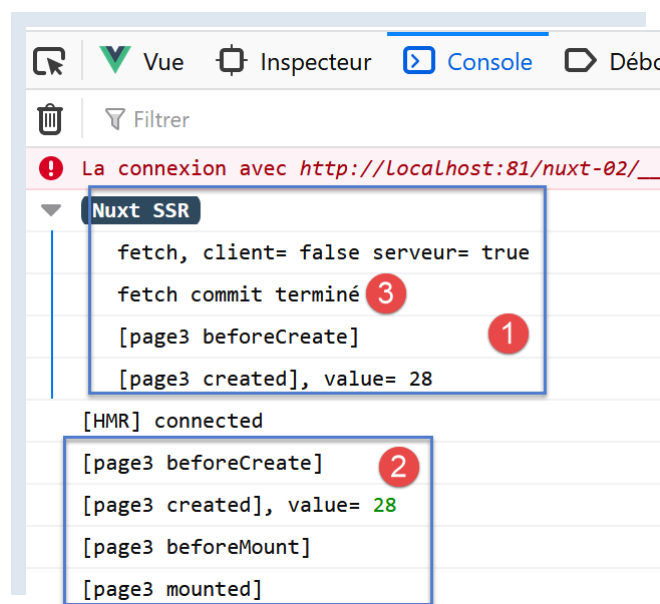 Vue Inspecteur Console Débo
Filtrer
La connexion avec http://localhost:81/nuxt-02/__
Nuxt SSR
fetch, client= false serveur= true
fetch commit terminé 3
[page3 beforeCreate] 1
[page3 created], value= 28
[HMR] connected
[page3 beforeCreate] 2
[page3 created], value= 28
[page3 beforeMount]
[page3 mounted]